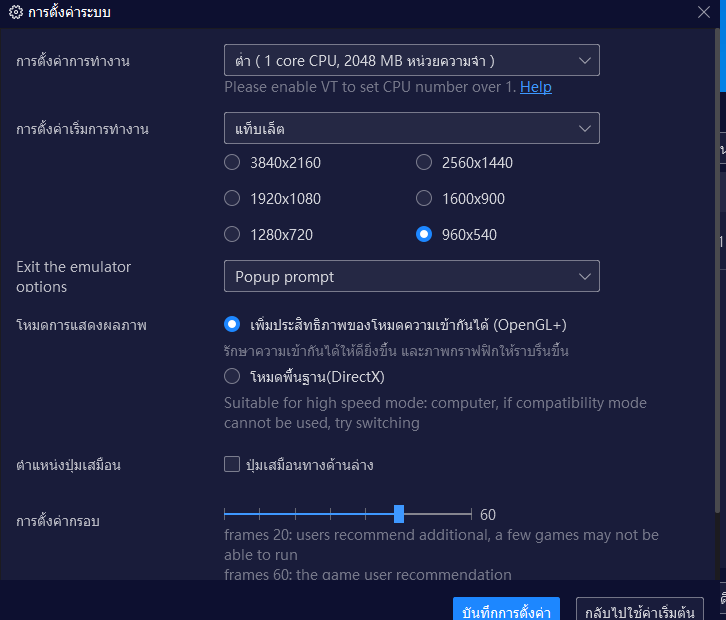 การตั้งค่าระบบ
การตั้งค่าการทำงาน
ต่ำ ( 1 core CPU, 2048 MB หน่วยความจำ )
Please enable VT to set CPU number over 1. Help
การตั้งค่าเริ่มการทำงาน
แท็บเล็ต
3840x2160 2560x1440
1920x1080 1600x900
1280x720 960x540
Exit the emulator
options
Popup prompt
โหมดการแสดงผลภาพ
เพิ่มประสิทธิภาพของโหมดความเข้ากันได้ (OpenGL+)
รักษาความเข้ากันได้ให้ดียิ่งขึ้น และภาพกราฟฟิกให้ราบรื่นขึ้น
โหมดพื้นฐาน(DirectX)
Suitable for high speed mode: computer, if compatibility mode
cannot be used, try switching
ตำแหน่งปุ่มเสมือน
ปุ่มเสมือนทางด้านล่าง
การตั้งค่ากรอบ
60
frames 20: users recommend additional, a few games may not be
able to run
frames 60: the game user recommendation
บันทึกการตั้งค่า
กลับไปใช้ค่าเริ่มต้น